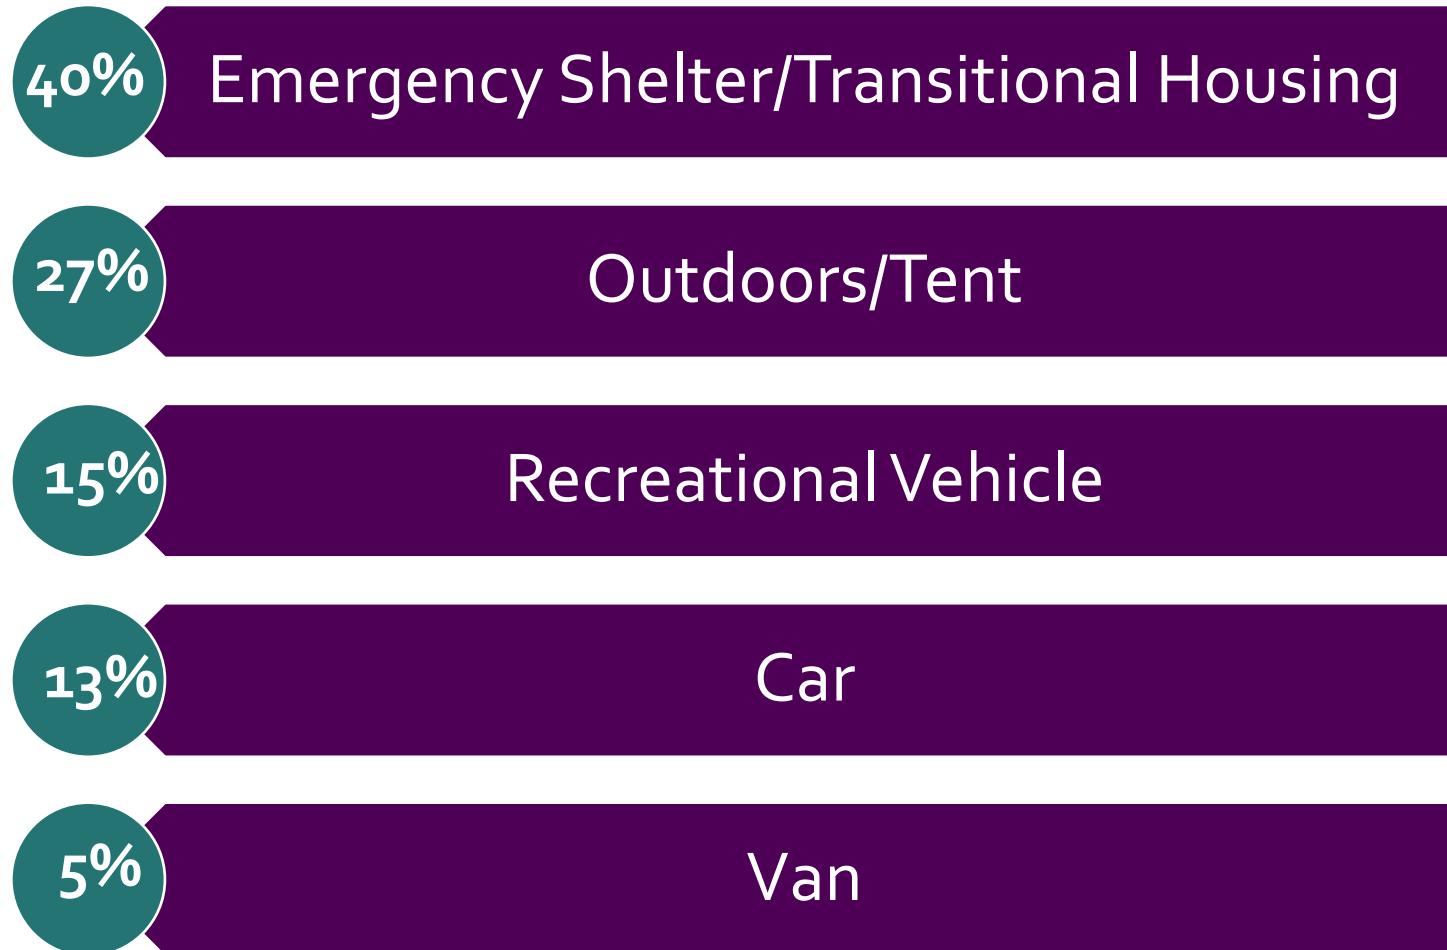 40% Emergency Shelter/Transitional Housing
27% Outdoors/Tent
15% Recreational Vehicle
13% Car
5% Van